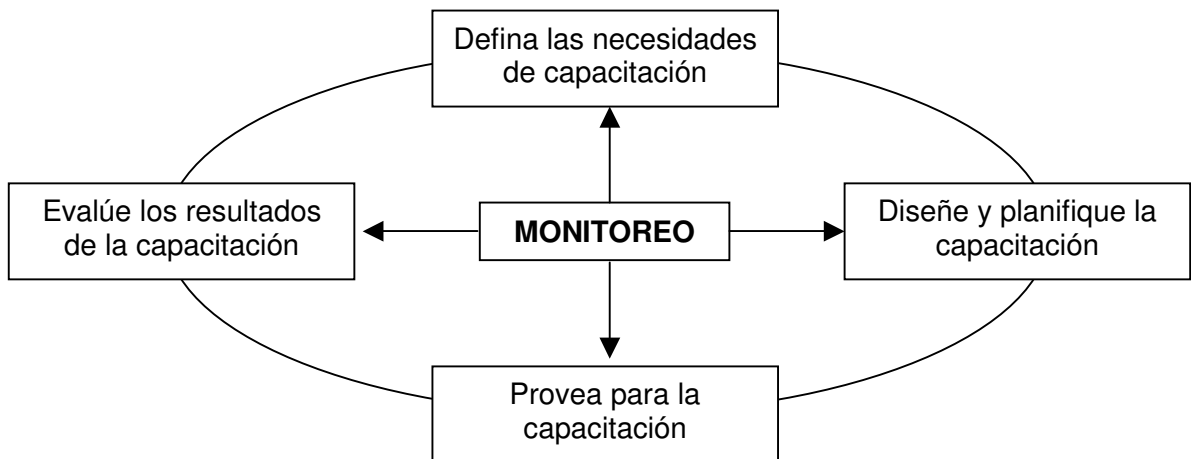 Defina las necesidades
de capacitación
Evalúe los resultados
de la capacitación
MONITOREO
Diseñe y planifique la
capacitación
Provea para la
capacitación